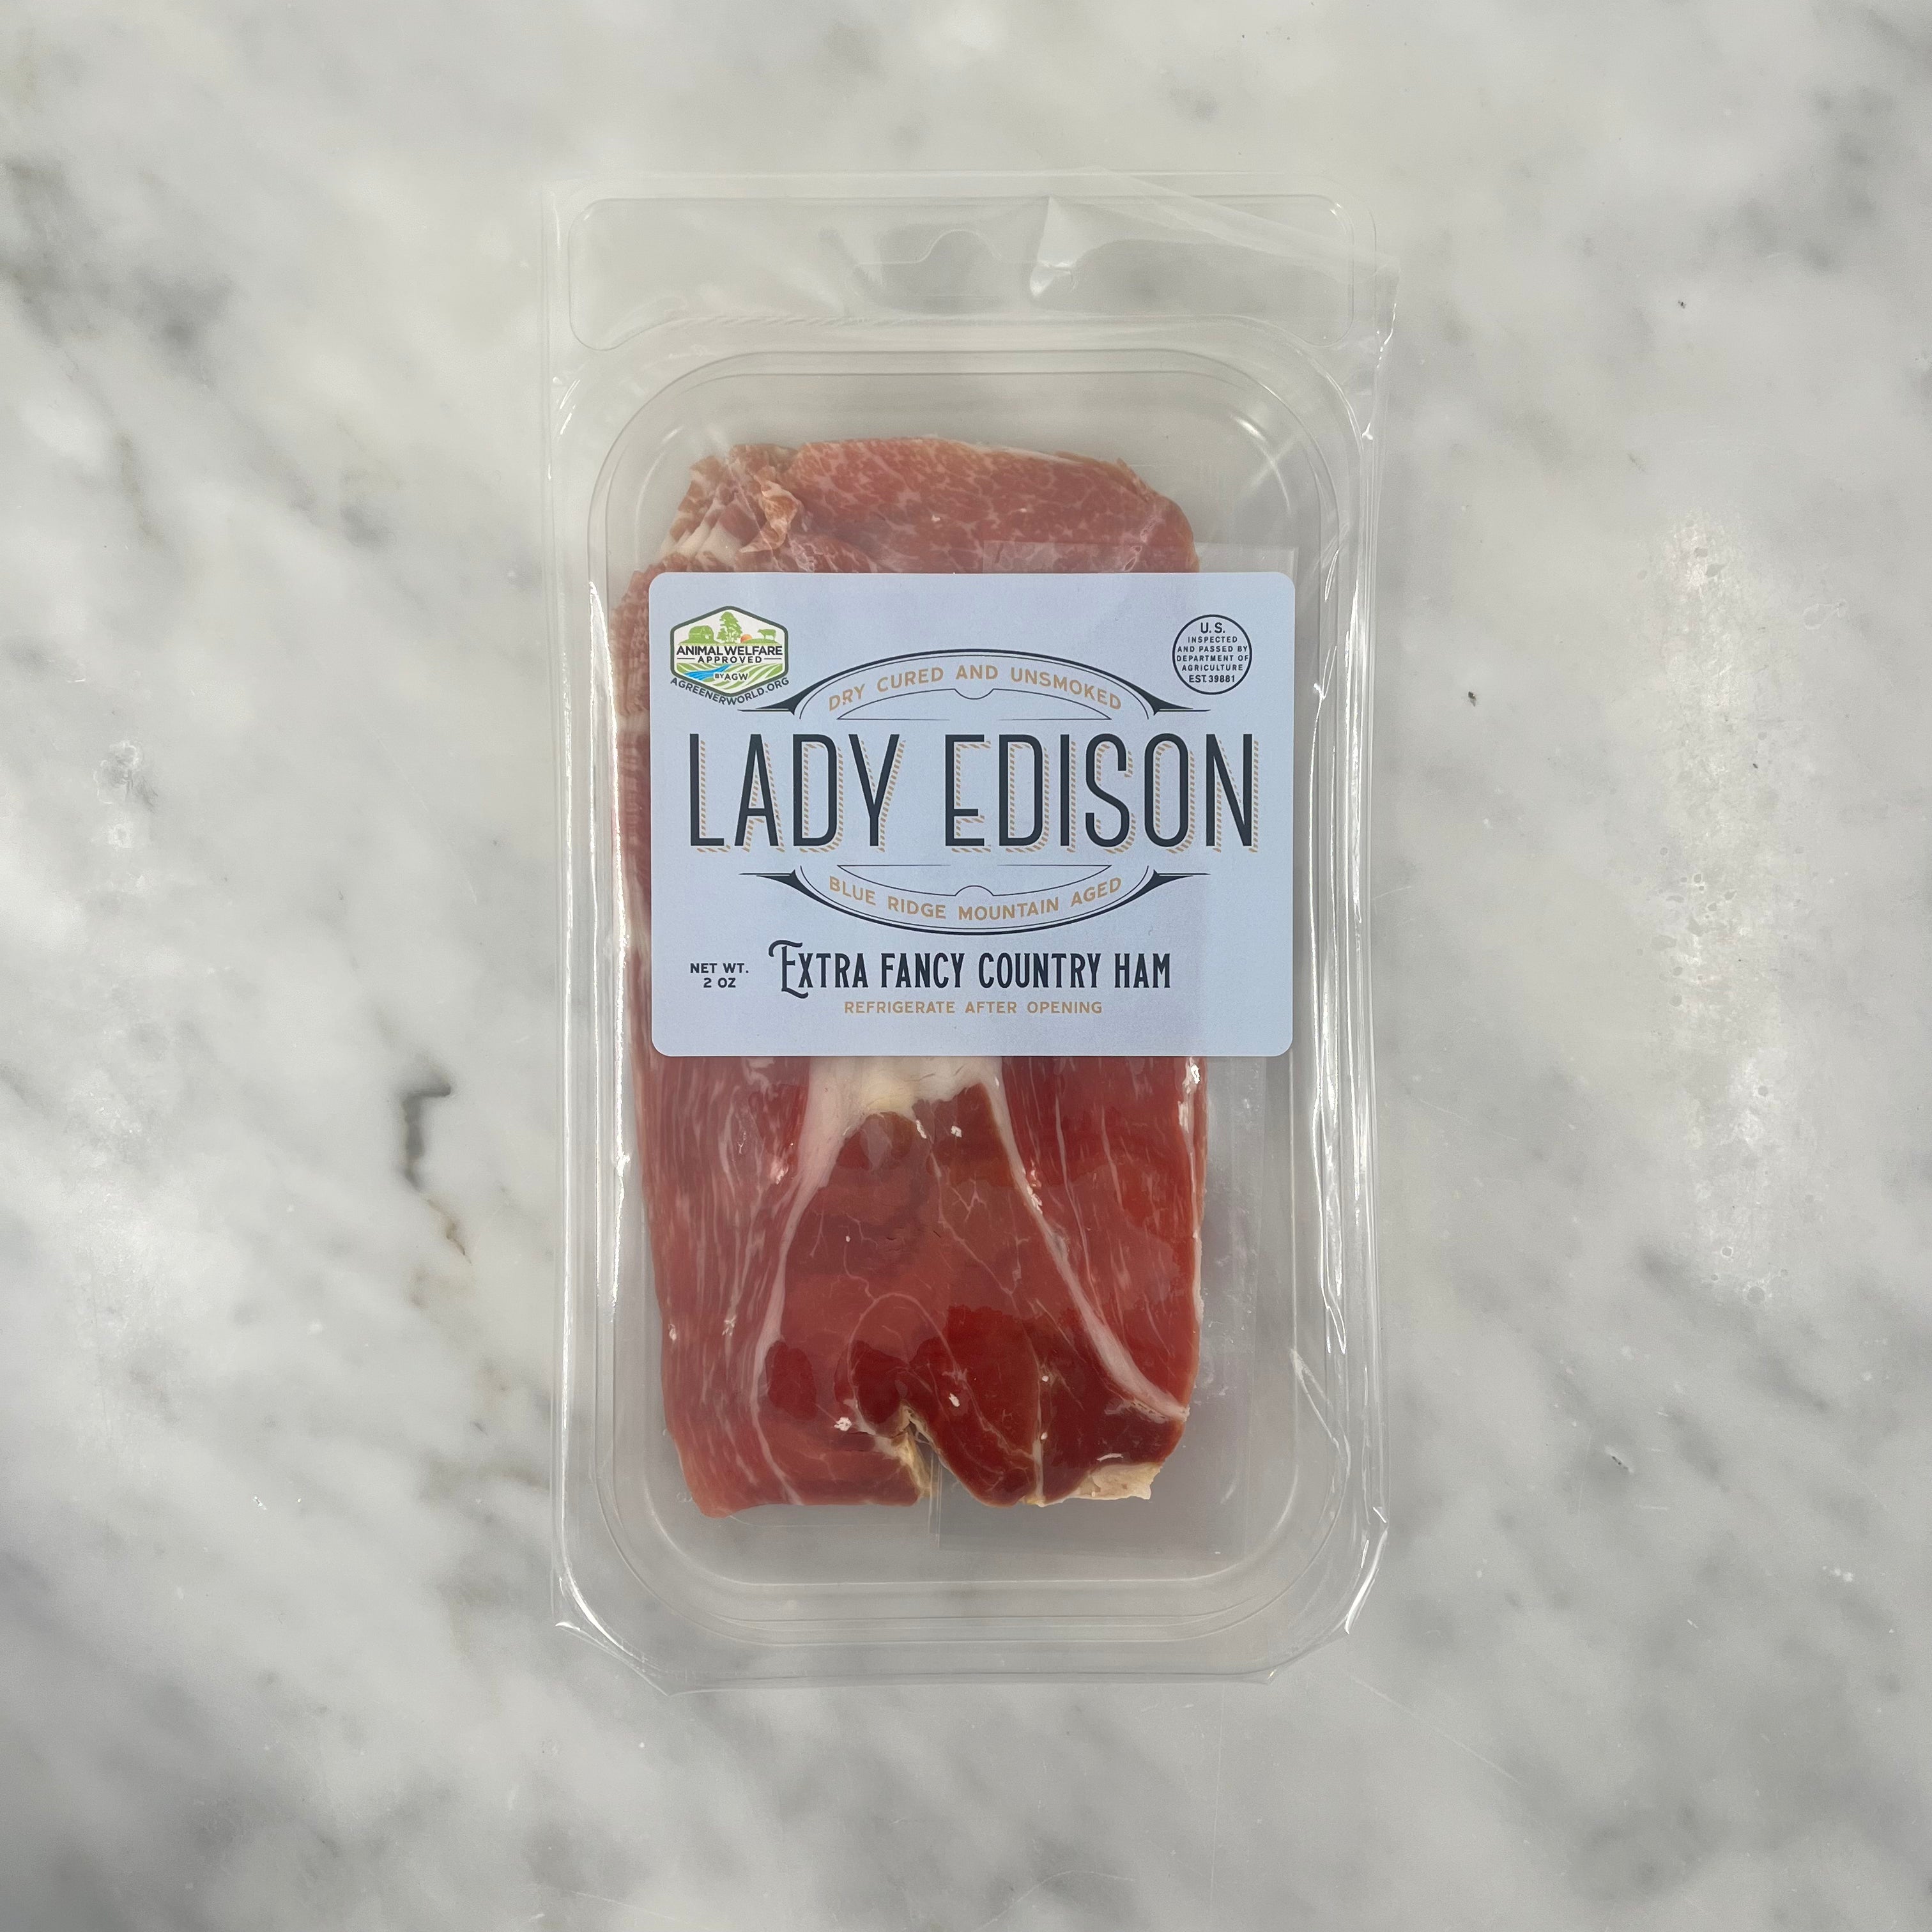 ANIMAL WELFARE
APPROVED
BY AGW
AGREENERWORLD.ORG
U.S.
INSPECTED
AND PASSED BY
DEPARTMENT OF
AGRICULTURE
EST. 39881
DRY CURED AND UNSMOKED
LADY EDISON
BLUE RIDGE MOUNTAIN AGED
NET WT.
2 OZ
EXTRA FANCY COUNTRY HAM
REFRIGERATE AFTER OPENING